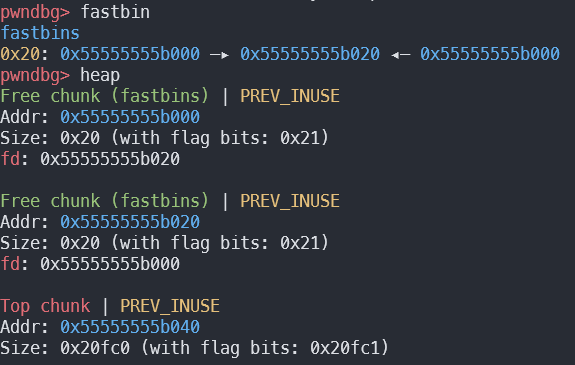 pwndbg> fastbin
fastbins
0x20: 0x55555555b000 —▸ 0x55555555b020 ◂— 0x55555555b000
pwndbg> heap
Free chunk (fastbins) | PREV_INUSE
Addr: 0x55555555b000
Size: 0x20 (with flag bits: 0x21)
fd: 0x55555555b020
Free chunk (fastbins) | PREV_INUSE
Addr: 0x55555555b020
Size: 0x20 (with flag bits: 0x21)
fd: 0x55555555b000
Top chunk | PREV_INUSE
Addr: 0x55555555b040
Size: 0x20fc0 (with flag bits: 0x20fc1)